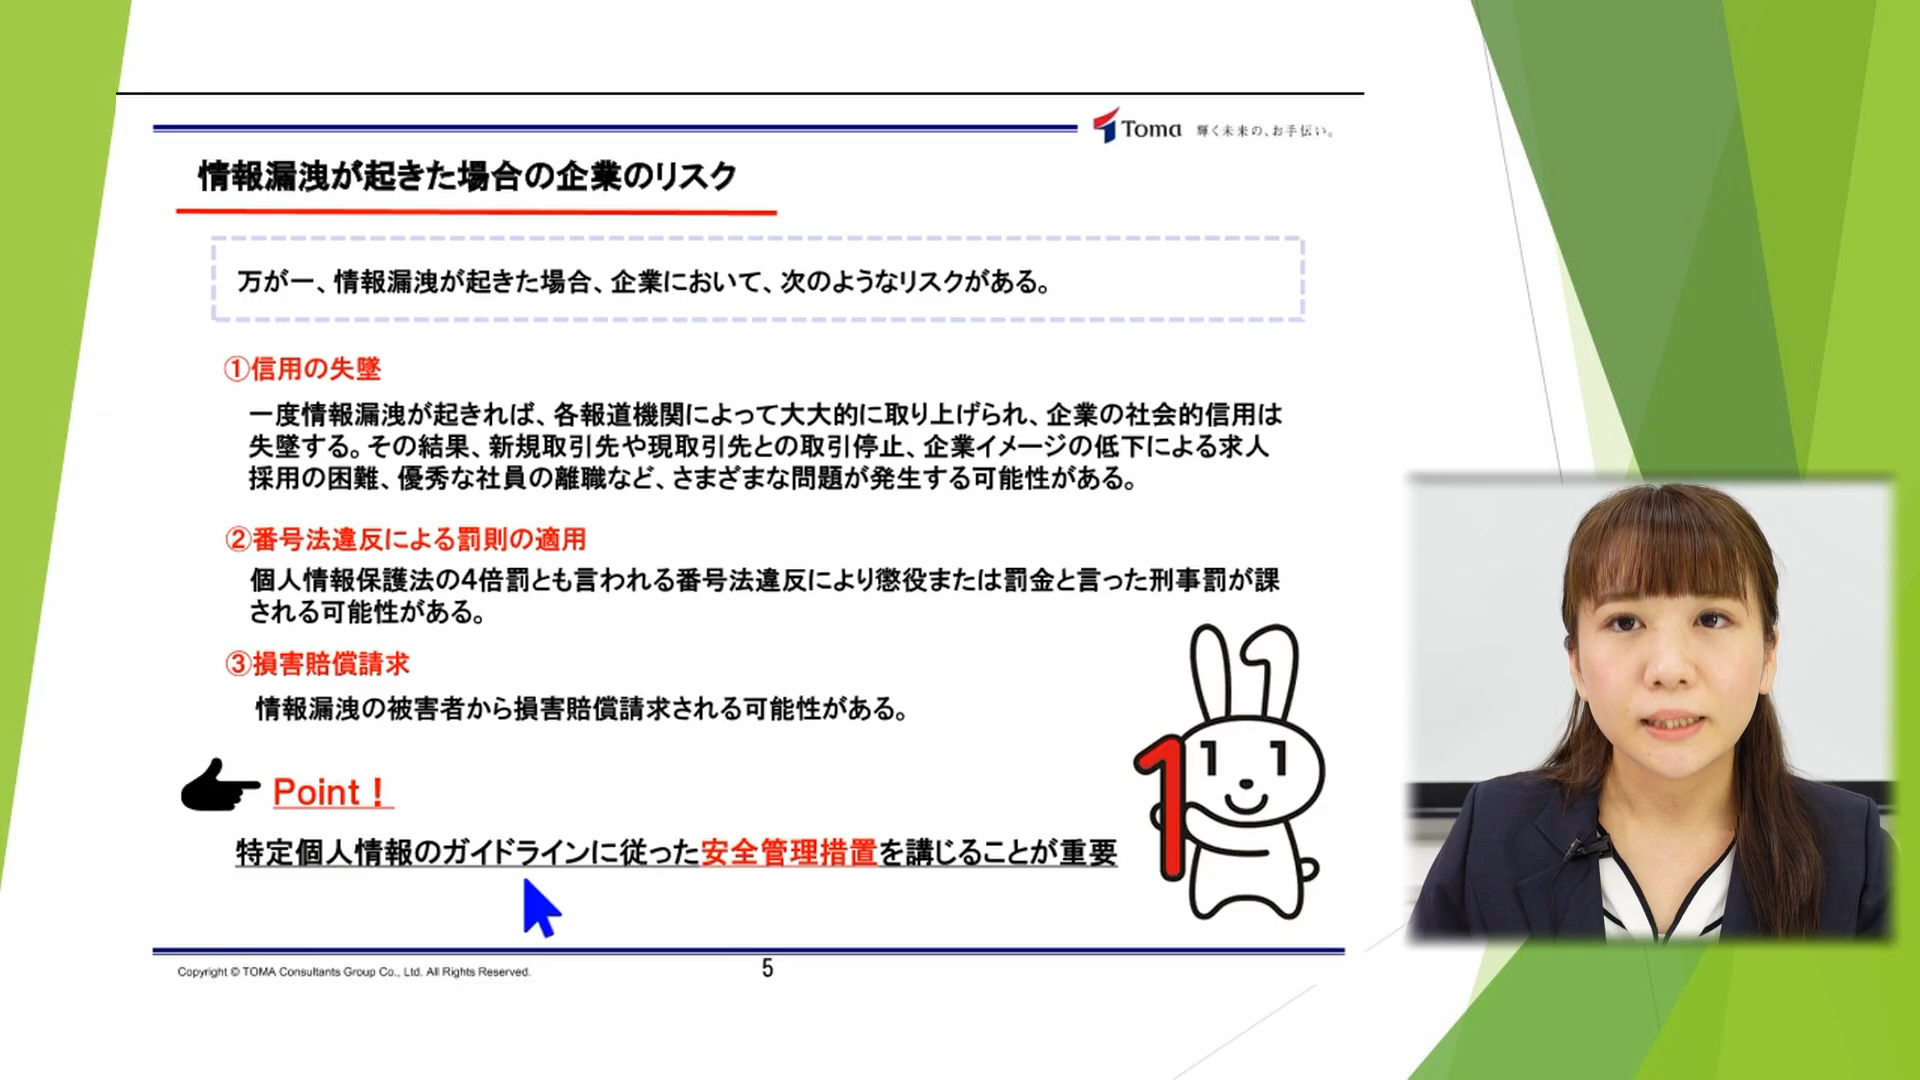 Toma 輝く未来の、お手伝い。
情報漏洩が起きた場合の企業のリスク
万が一、情報漏洩が起きた場合、企業において、次のようなリスクがある。
①信用の失墜
一度情報漏洩が起きれば、各報道機関によって大大的に取り上げられ、企業の社会的信用は
失墜する。その結果、新規取引先や現取引先との取引停止、企業イメージの低下による求人
採用の困難、優秀な社員の離職など、さまざまな問題が発生する可能性がある。
②番号法違反による罰則の適用
個人情報保護法の4倍罰とも言われる番号法違反により懲役または罰金と言った刑事罰が課
される可能性がある。
③損害賠償請求
情報漏洩の被害者から損害賠償請求される可能性がある。
Point！
特定個人情報のガイドラインに従った安全管理措置を講じることが重要
1
Copyright © TOMA Consultants Group Co., Ltd. All Rights Reserved.
5